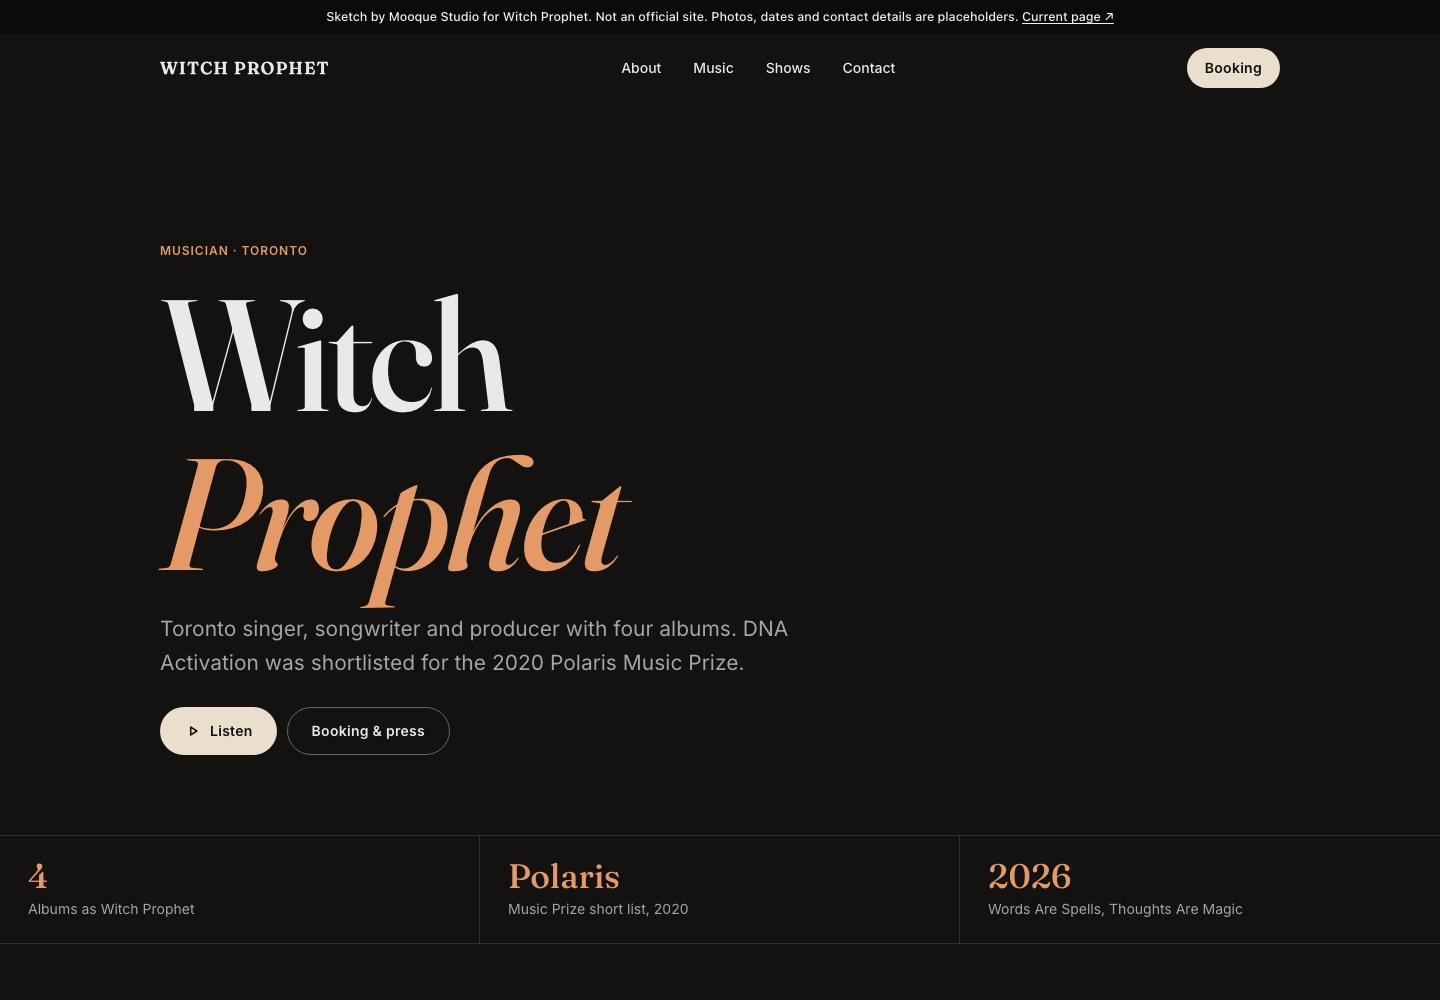 Sketch by Mooque Studio for Witch Prophet. Not an official site. Photos, dates and contact details are placeholders. Current page ↗
WITCH PROPHET
About
Music
Shows
Contact
Booking
MUSICIAN · TORONTO
Witch
Prophet
Toronto singer, songwriter and producer with four albums. DNA
Activation was shortlisted for the 2020 Polaris Music Prize.
Listen
Booking & press
4
Albums as Witch Prophet
Polaris
Music Prize short list, 2020
2026
Words Are Spells, Thoughts Are Magic